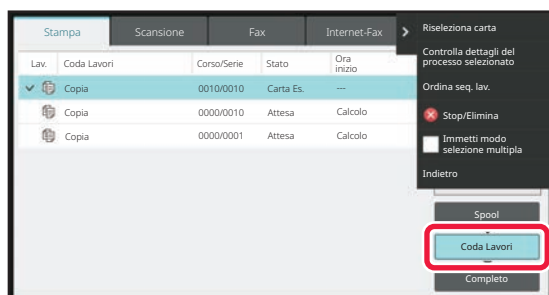 Stampa Scansione Fax Internet-Fax
Lav. Coda Lavori Corso/Serie Stato Ora inizio
Copia 0010/0010 Carta Es. ---
Copia 0000/0010 Attesa Calcolo
Copia 0000/0001 Attesa Calcolo
Riseleziona carta
Controlla dettagli del
processo selezionato
Ordina seq. lav.
Stop/Elimina
Immetti modo
selezione multipla
Indietro
Spool
Coda Lavori
Completo